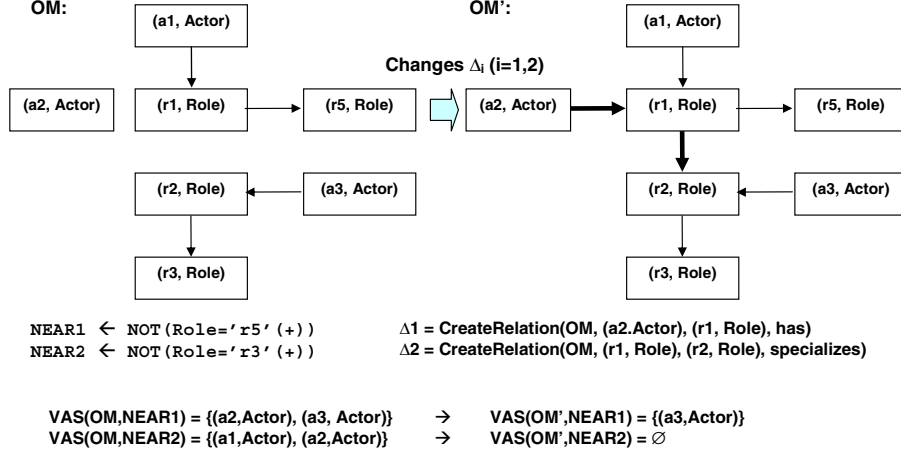 OM:
OM’:
(a1, Actor)
(a1, Actor)
Changes Δi (i=1,2)
(a2, Actor)
(r1, Role)
(r5, Role)
(a2, Actor)
(r1, Role)
(r5, Role)
(r2, Role)
(a3, Actor)
(r2, Role)
(a3, Actor)
(r3, Role)
(r3, Role)
NEAR1 ← NOT(Role=’r5’(+))
Δ1 = CreateRelation(OM, (a2.Actor), (r1, Role), has)
NEAR2 ← NOT(Role=’r3’(+))
Δ2 = CreateRelation(OM, (r1, Role), (r2, Role), specializes)
VAS(OM,NEAR1) = {(a2,Actor), (a3, Actor)} → VAS(OM’,NEAR1) = {(a3,Actor)}
VAS(OM,NEAR2) = {(a1,Actor), (a2,Actor)} → VAS(OM’,NEAR2) = ∅